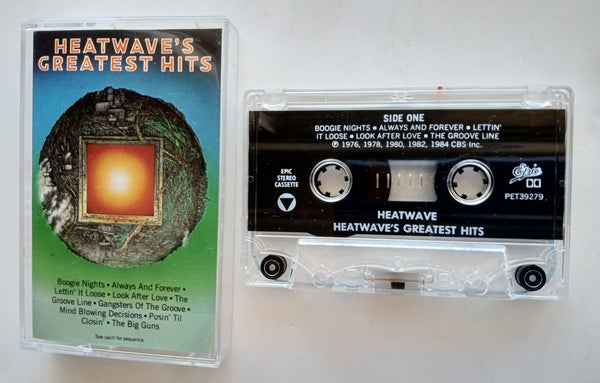 HEATWAVE'S
GREATEST HITS
Boogie Nights • Always And Forever •
Lettin' It Loose • Look After Love • The
Groove Line • Gangsters Of The Groove •
Mind Blowing Decisions • Posin' Til
Closin' • The Big Guns
See label for sequence.
SIDE ONE
BOOGIE NIGHTS • ALWAYS AND FOREVER • LETTIN'
IT LOOSE • LOOK AFTER LOVE • THE GROOVE LINE
℗ 1976, 1978, 1980, 1982, 1984 CBS Inc.
EPIC
STEREO
CASSETTE
Epic
PET39279
HEATWAVE
HEATWAVE'S GREATEST HITS